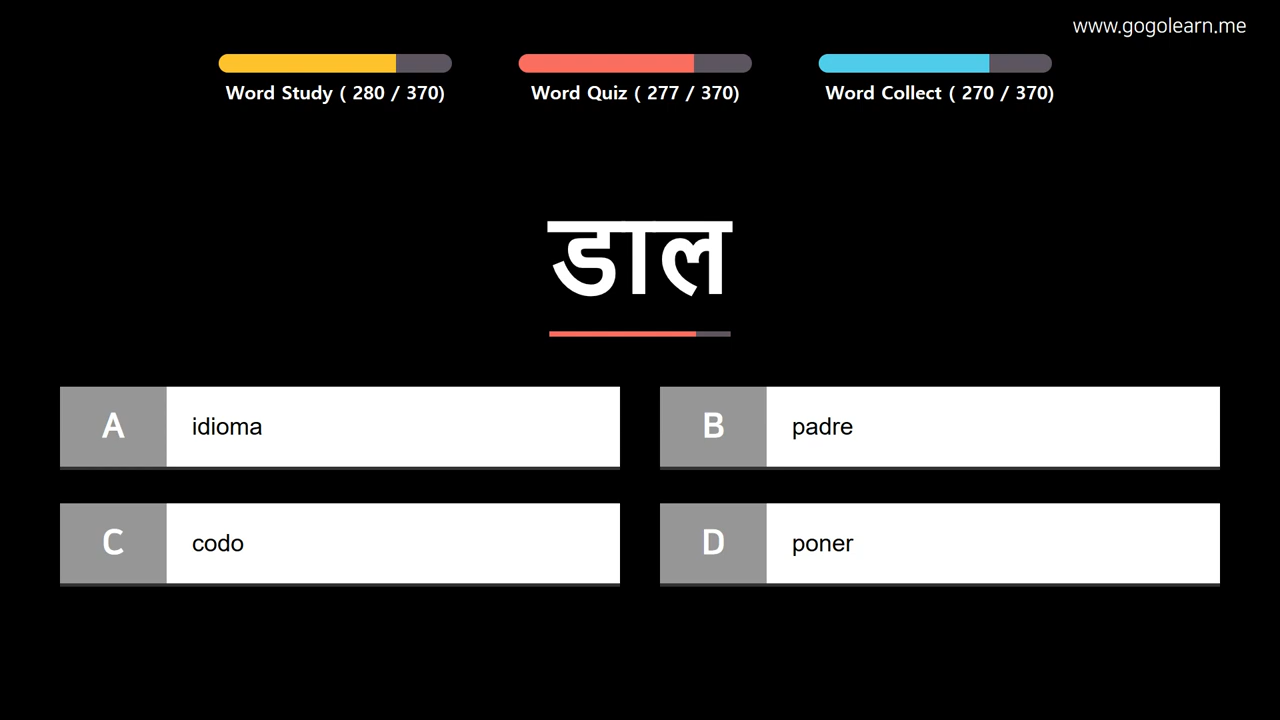 www.gogolearn.me
Word Study ( 280 / 370)
Word Quiz ( 277 / 370)
Word Collect ( 270 / 370)
डाल
A idioma
B padre
C codo
D poner